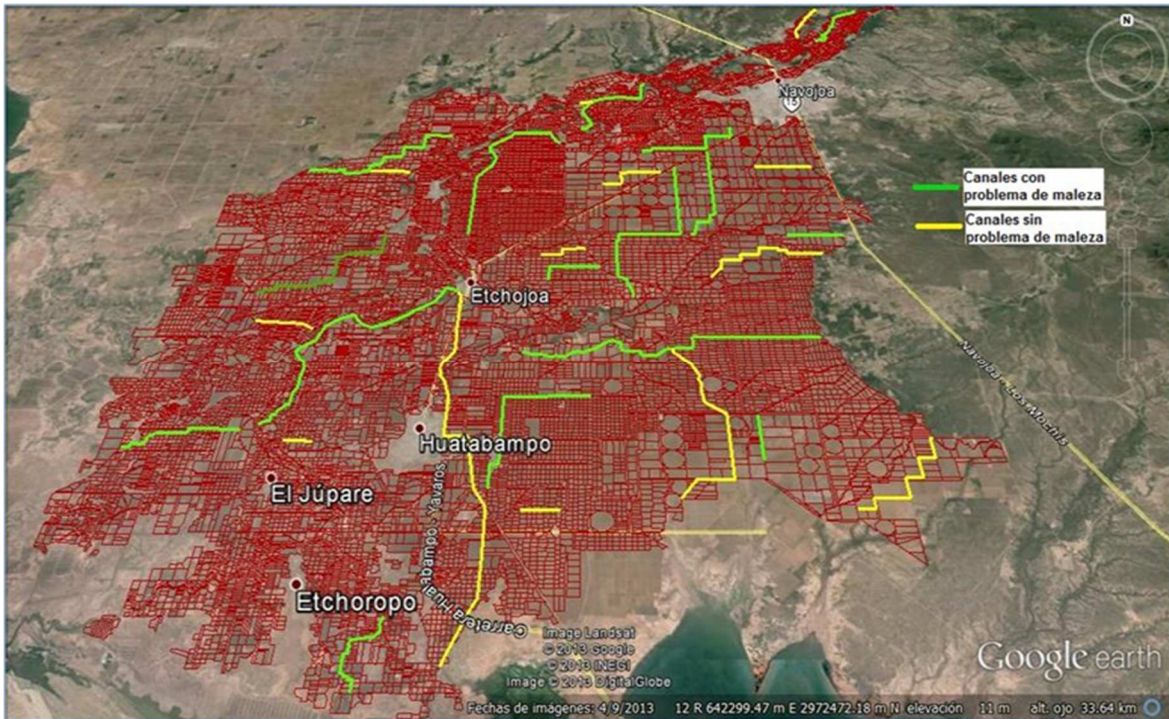 N
Navojoa
15
Canales con
problema de maleza
Canales sin
problema de maleza
Etchojoa
Navojoa - Los Mochis
Huatabampo
El Júpare
Etchoropo
Carretera Huatabampo - Yavaros
Image Landsat
© 2013 Google
© 2013 INEGI
Image © 2013 DigitalGlobe
Google earth
Fechas de imágenes: 4/9/2013 12 R 642299.47 m E 2972472.18 m N elevación 11 m alt. ojo 33.64 km